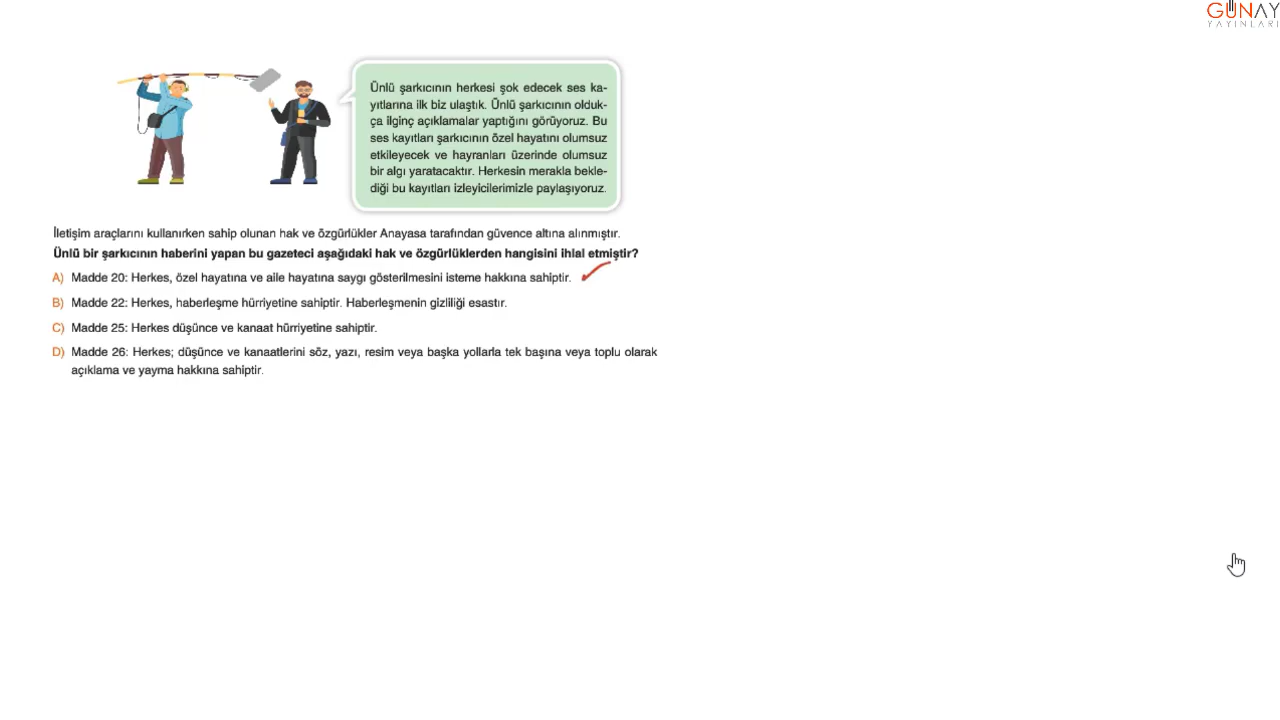 GÜNAY
YAYINLARI
Ünlü şarkıcının herkesi şok edecek ses ka-
yıtlarına ilk biz ulaştık. Ünlü şarkıcının olduk-
ça ilginç açıklamalar yaptığını görüyoruz. Bu
ses kayıtları şarkıcının özel hayatını olumsuz
etkileyecek ve hayranları üzerinde olumsuz
bir algı yaratacaktır. Herkesin merakla bekle-
diği bu kayıtları izleyicilerimizle paylaşıyoruz.
İletişim araçlarını kullanırken sahip olunan hak ve özgürlükler Anayasa tarafından güvence altına alınmıştır.
Ünlü bir şarkıcının haberini yapan bu gazeteci aşağıdaki hak ve özgürlüklerden hangisini ihlal etmiştir?
A) Madde 20: Herkes, özel hayatına ve aile hayatına saygı gösterilmesini isteme hakkına sahiptir.
B) Madde 22: Herkes, haberleşme hürriyetine sahiptir. Haberleşmenin gizliliği esastır.
C) Madde 25: Herkes düşünce ve kanaat hürriyetine sahiptir.
D) Madde 26: Herkes; düşünce ve kanaatlerini söz, yazı, resim veya başka yollarla tek başına veya toplu olarak
açıklama ve yayma hakkına sahiptir.